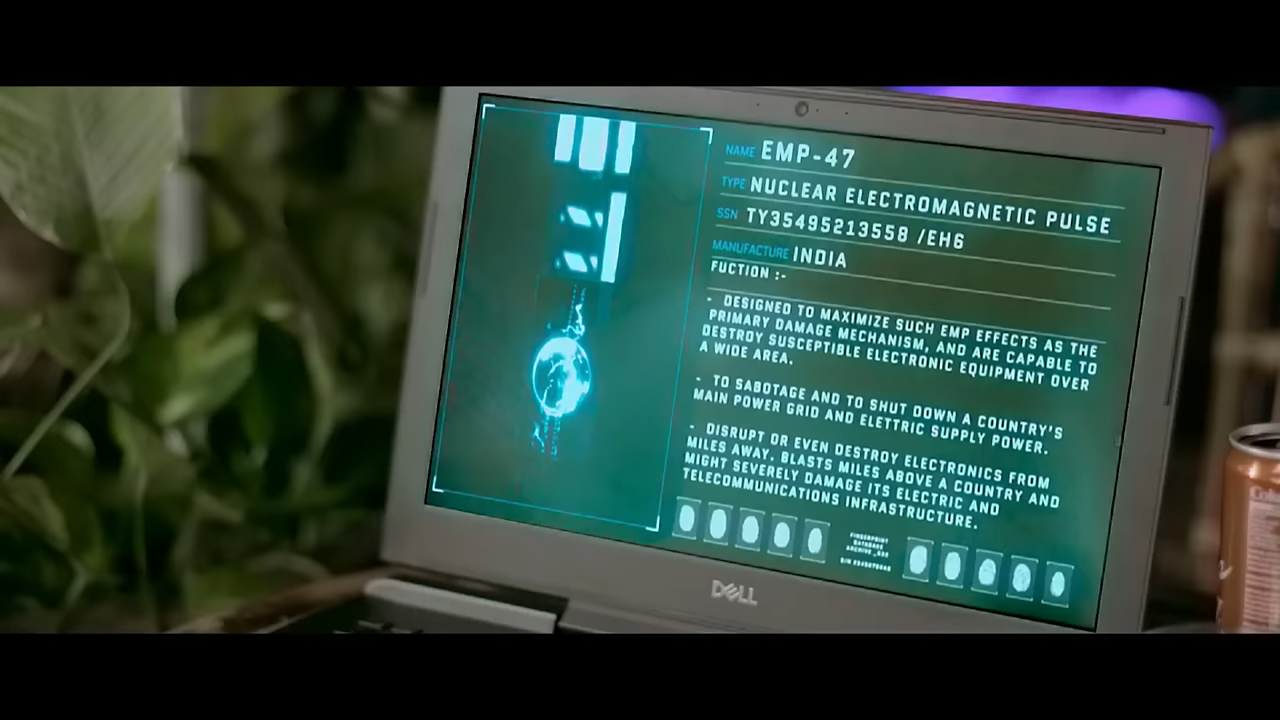 NAME EMP-47
TYPE NUCLEAR ELECTROMAGNETIC PULSE
SSN TY35495213558 /EH6
MANUFACTURE INDIA
FUCTION :-
- DESIGNED TO MAXIMIZE SUCH EMP EFFECTS AS THE
PRIMARY DAMAGE MECHANISM, AND ARE CAPABLE TO
DESTROY SUSCEPTIBLE ELECTRONIC EQUIPMENT OVER
A WIDE AREA.
- TO SABOTAGE AND TO SHUT DOWN A COUNTRY'S
MAIN POWER GRID AND ELETTRIC SUPPLY POWER.
- DISRUPT OR EVEN DESTROY ELECTRONICS FROM
MILES AWAY. BLASTS MILES ABOVE A COUNTRY AND
MIGHT SEVERELY DAMAGE ITS ELECTRIC AND
TELECOMMUNICATIONS INFRASTRUCTURE.
FINGERPRINT
DATABASE
DELL